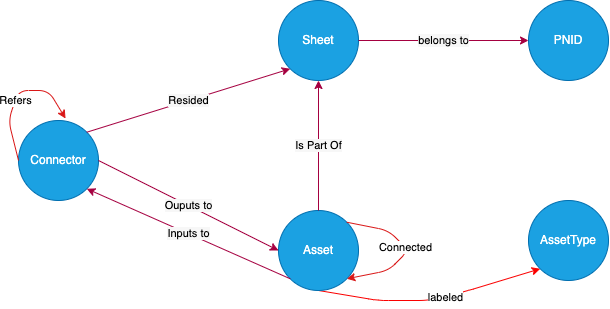 Sheet
belongs to
PNID
Refers
Resided
Is Part Of
Connector
Ouputs to
Inputs to
Asset
Connected
AssetType
labeled